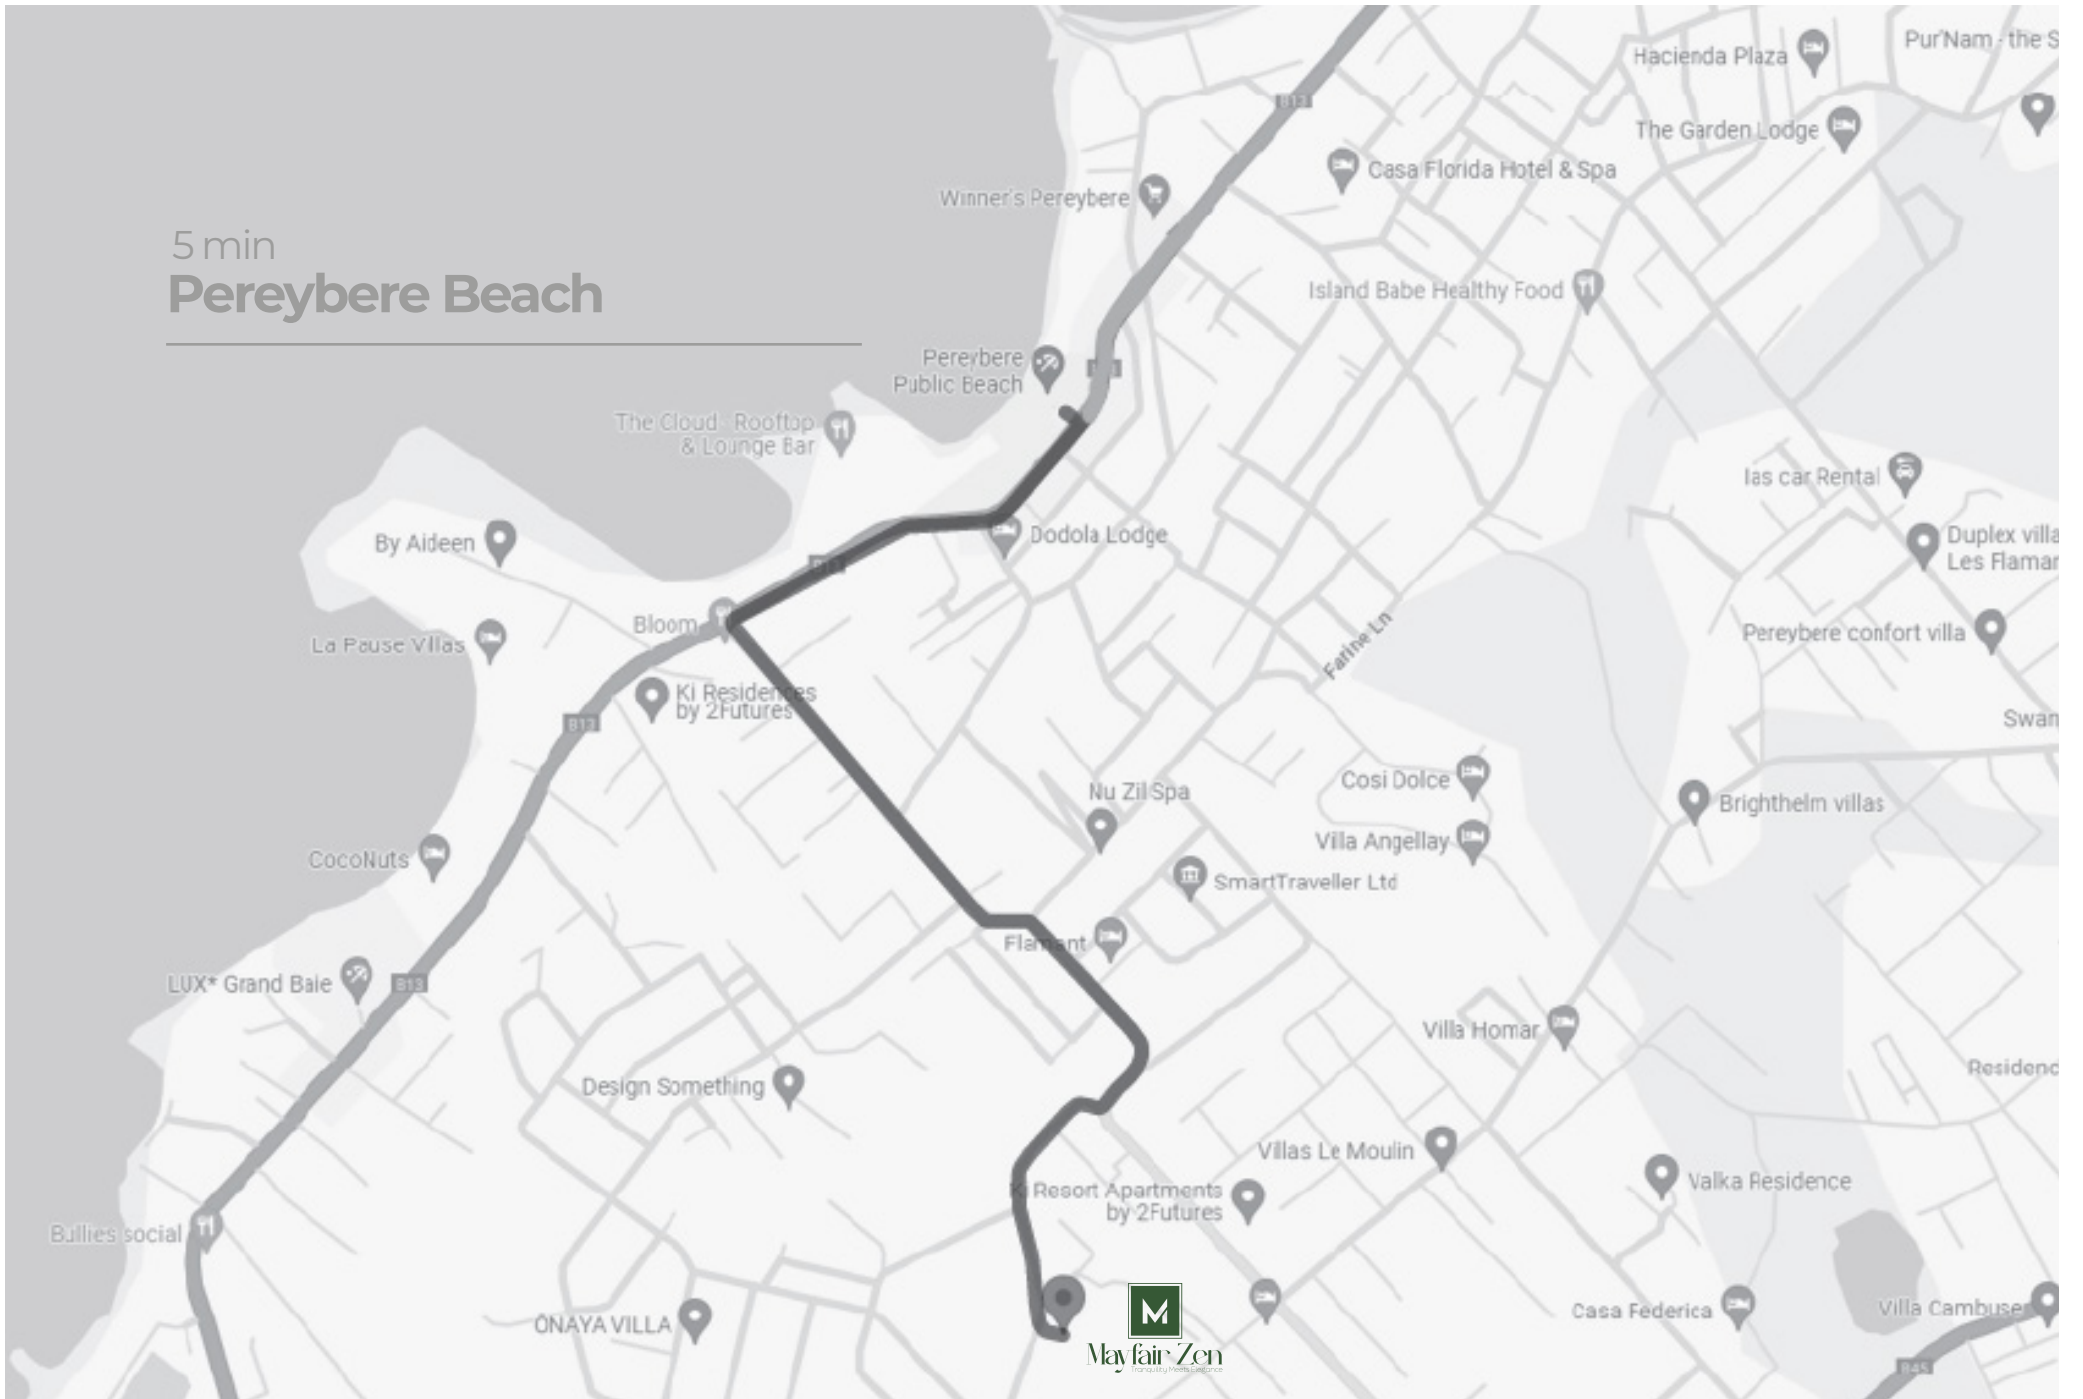 5 min
Pereybere Beach
Hacienda Plaza
Pur'Nam - the S
B13
The Garden Lodge
Casa Florida Hotel & Spa
Winner's Pereybere
Island Babe Healthy Food
Pereybere
Public Beach
The Cloud - Rooftop
& Lounge Bar
Ias car Rental
By Aideen
Dodola Lodge
Duplex villa
Les Flamar
Bloom
La Pause Villas
Farine Ln
Pereybere confort villa
Ki Residences
by 2Futures
B13
Swan
Nu Zil Spa
Cosi Dolce
Brighthelm villas
Villa Angellay
CocoNuts
SmartTraveller Ltd
Flamant
LUX* Grand Baie
B13
Villa Homar
Residenc
Design Something
Villas Le Moulin
Valka Residence
Ki Resort Apartments
by 2Futures
Bullies social
ONAYA VILLA
Casa Federica
Villa Cambuse
M
Mayfair Zen
Tranquility Meets Elegance
B45